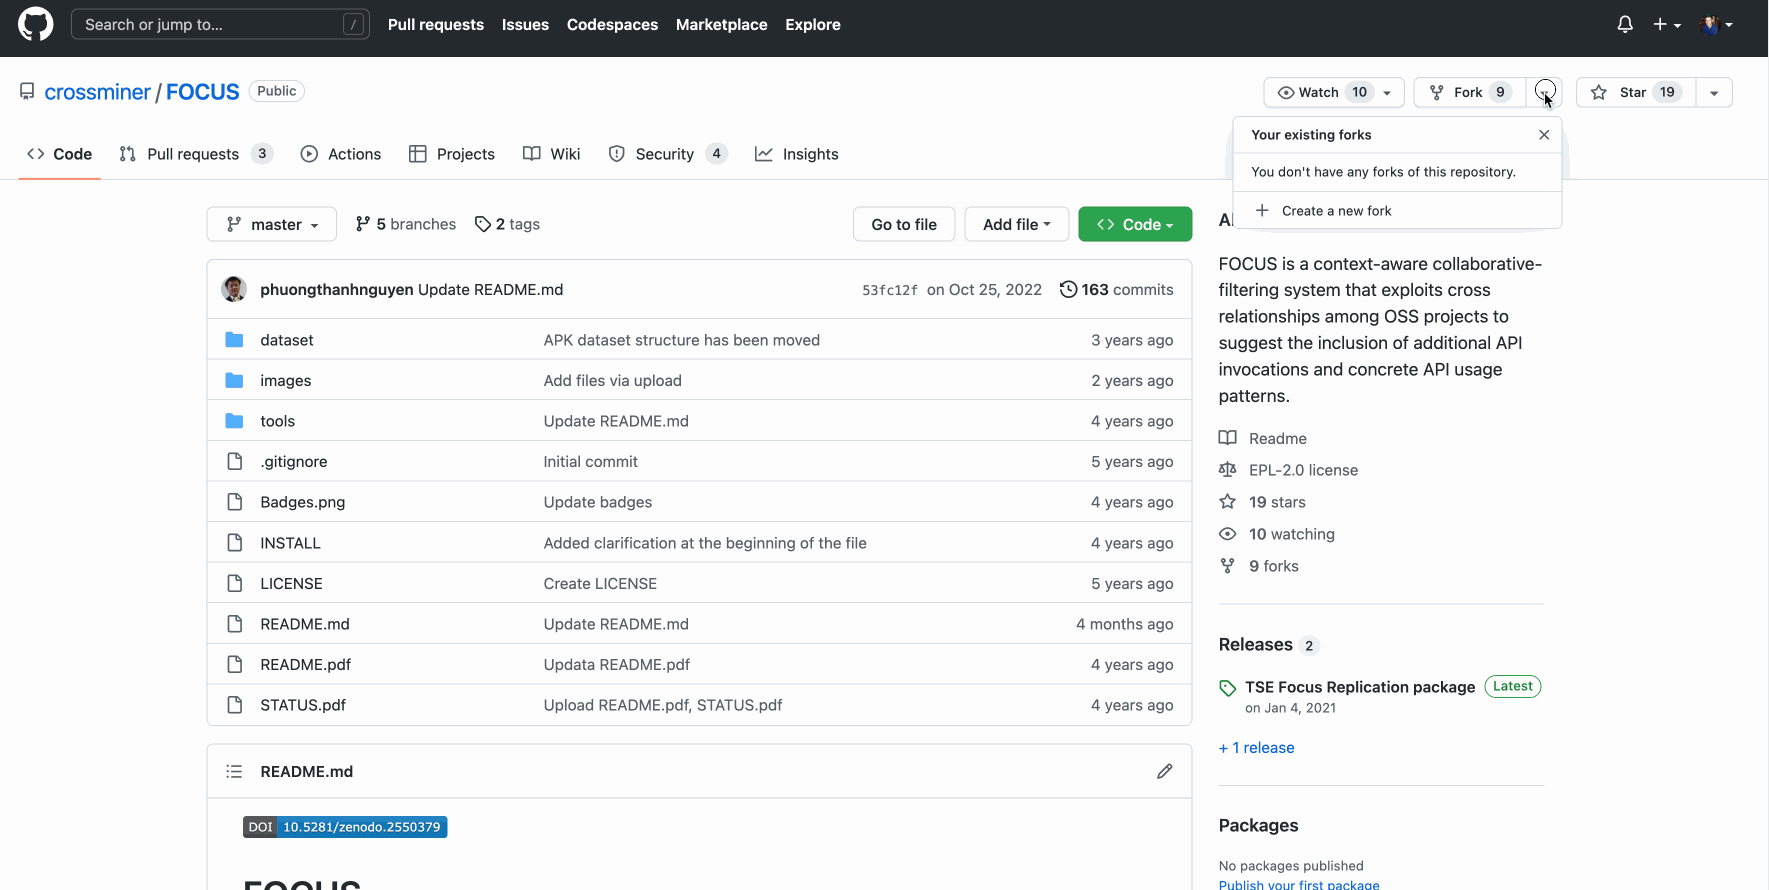 Search or jump to... /
Pull requests Issues Codespaces Marketplace Explore
crossminer / FOCUS Public
Watch 10 Fork 9 Star 19
Your existing forks
You don't have any forks of this repository.
Create a new fork
Code Pull requests 3 Actions Projects Wiki Security 4 Insights
master 5 branches 2 tags Go to file Add file Code
phuongthanhnguyen Update README.md 53fc12f on Oct 25, 2022 163 commits
dataset APK dataset structure has been moved 3 years ago
images Add files via upload 2 years ago
tools Update README.md 4 years ago
.gitignore Initial commit 5 years ago
Badges.png Update badges 4 years ago
INSTALL Added clarification at the beginning of the file 4 years ago
LICENSE Create LICENSE 5 years ago
README.md Update README.md 4 months ago
README.pdf Updata README.pdf 4 years ago
STATUS.pdf Upload README.pdf, STATUS.pdf 4 years ago
README.md
DOI 10.5281/zenodo.2550379
FOCUS
FOCUS is a context-aware collaborative-
filtering system that exploits cross
relationships among OSS projects to
suggest the inclusion of additional API
invocations and concrete API usage
patterns.
Readme
EPL-2.0 license
19 stars
10 watching
9 forks
Releases 2
TSE Focus Replication package Latest
on Jan 4, 2021
+ 1 release
Packages
No packages published
Publish your first package